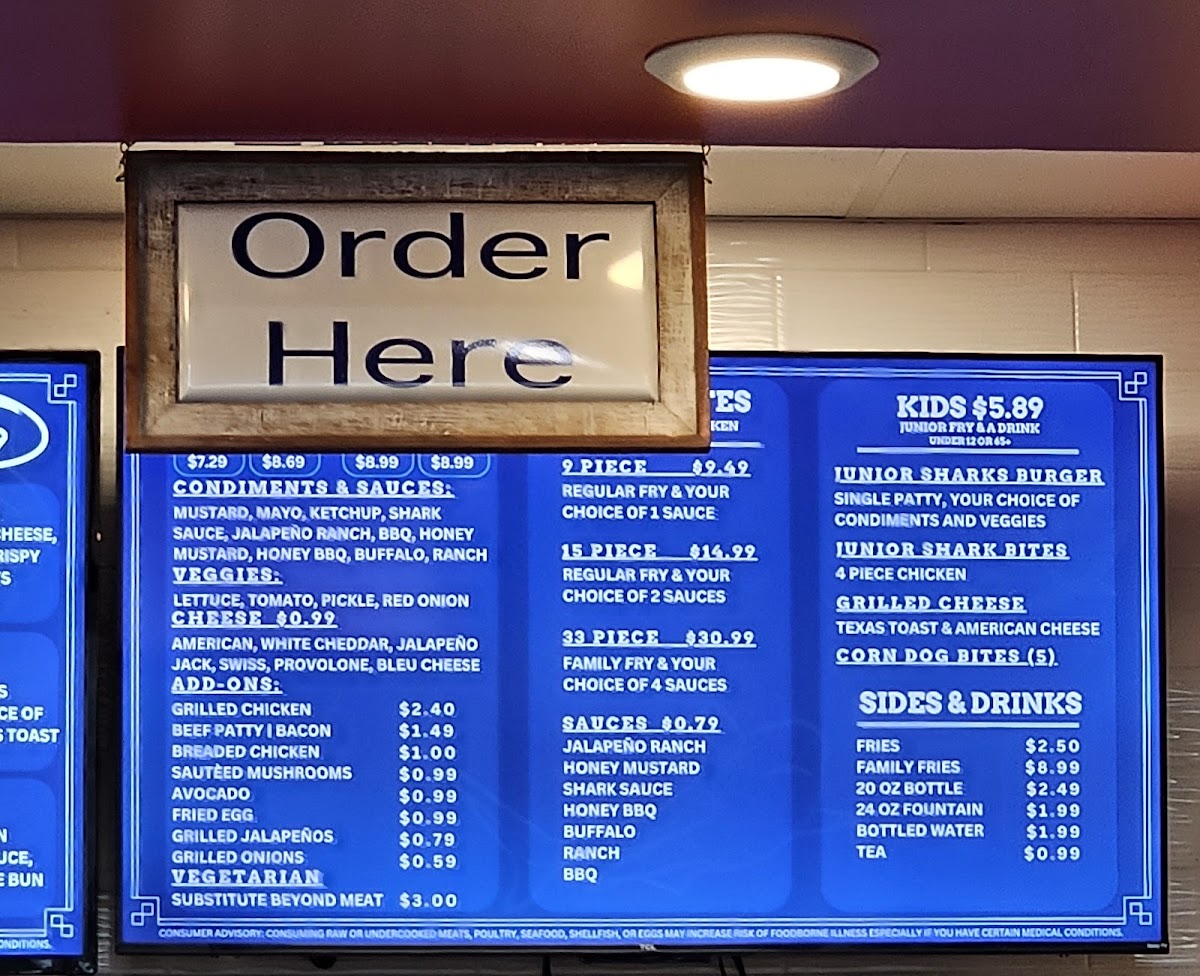 Order
Here
CHEESE,
CE OF
TOAST
UCE,
BUN
CONDITIONS.
$7.29 $8.69 $8.99 $8.99
CONDIMENTS & SAUCES:
MUSTARD, MAYO, KETCHUP, SHARK
SAUCE, JALAPEÑO RANCH, BBQ, HONEY
MUSTARD, HONEY BBQ, BUFFALO, RANCH
VEGGIES:
LETTUCE, TOMATO, PICKLE, RED ONION
CHEESE $0.99
AMERICAN, WHITE CHEDDAR, JALAPEÑO
JACK, SWISS, PROVOLONE, BLEU CHEESE
ADD-ONS:
GRILLED CHICKEN $2.40
BEEF PATTY | BACON $1.49
BREADED CHICKEN $1.00
SAUTÈED MUSHROOMS $0.99
AVOCADO $0.99
FRIED EGG $0.99
GRILLED JALAPEÑOS $0.79
GRILLED ONIONS $0.59
VEGETARIAN
SUBSTITUTE BEYOND MEAT $3.00
TES
KEN
9 PIECE $9.49
REGULAR FRY & YOUR
CHOICE OF 1 SAUCE
15 PIECE $14.99
REGULAR FRY & YOUR
CHOICE OF 2 SAUCES
33 PIECE $30.99
FAMILY FRY & YOUR
CHOICE OF 4 SAUCES
SAUCES $0.79
JALAPEÑO RANCH
HONEY MUSTARD
SHARK SAUCE
HONEY BBQ
BUFFALO
RANCH
BBQ
KIDS $5.89
JUNIOR FRY & A DRINK
UNDER 12 OR 65+
JUNIOR SHARKS BURGER
SINGLE PATTY, YOUR CHOICE OF
CONDIMENTS AND VEGGIES
JUNIOR SHARK BITES
4 PIECE CHICKEN
GRILLED CHEESE
TEXAS TOAST & AMERICAN CHEESE
CORN DOG BITES (5)
SIDES & DRINKS
FRIES $2.50
FAMILY FRIES $8.99
20 OZ BOTTLE $2.49
24 OZ FOUNTAIN $1.99
BOTTLED WATER $1.99
TEA $0.99
CONSUMER ADVISORY: CONSUMING RAW OR UNDERCOOKED MEATS, POULTRY, SEAFOOD, SHELLFISH, OR EGGS MAY INCREASE RISK OF FOODBORNE ILLNESS ESPECIALLY IF YOU HAVE CERTAIN MEDICAL CONDITIONS.
TCL